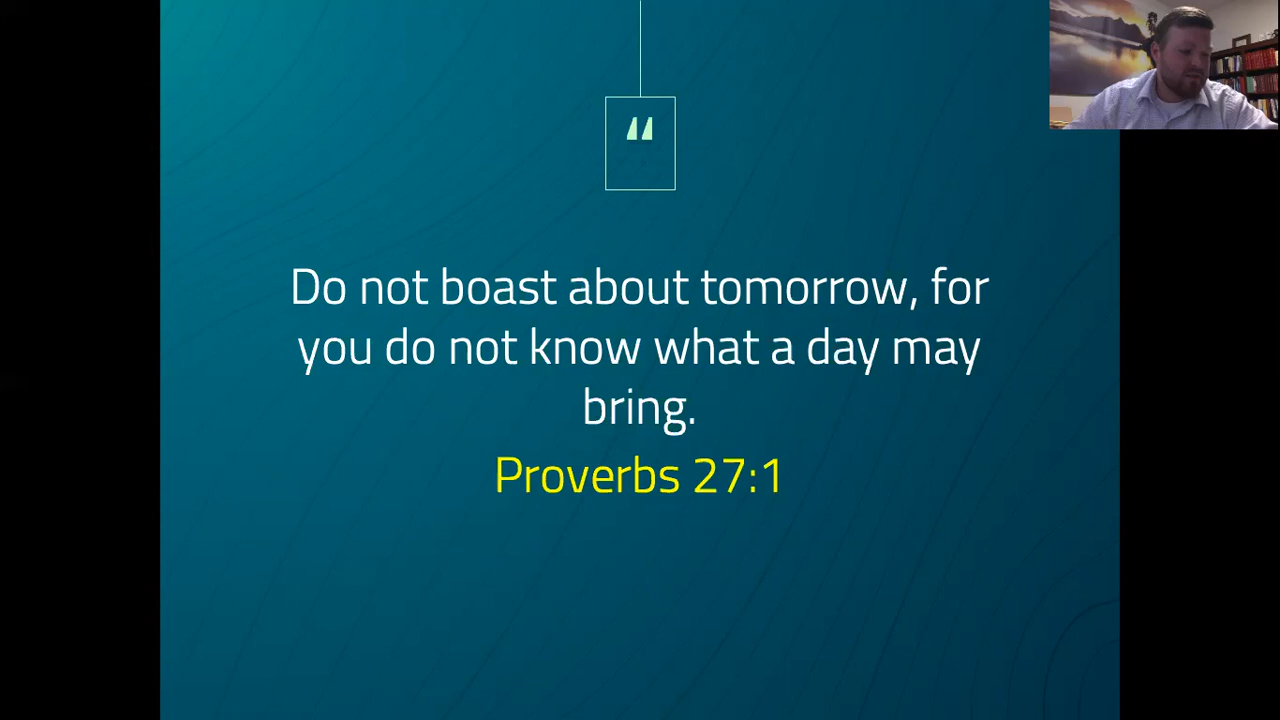 “
Do not boast about tomorrow, for
you do not know what a day may
bring.
Proverbs 27:1